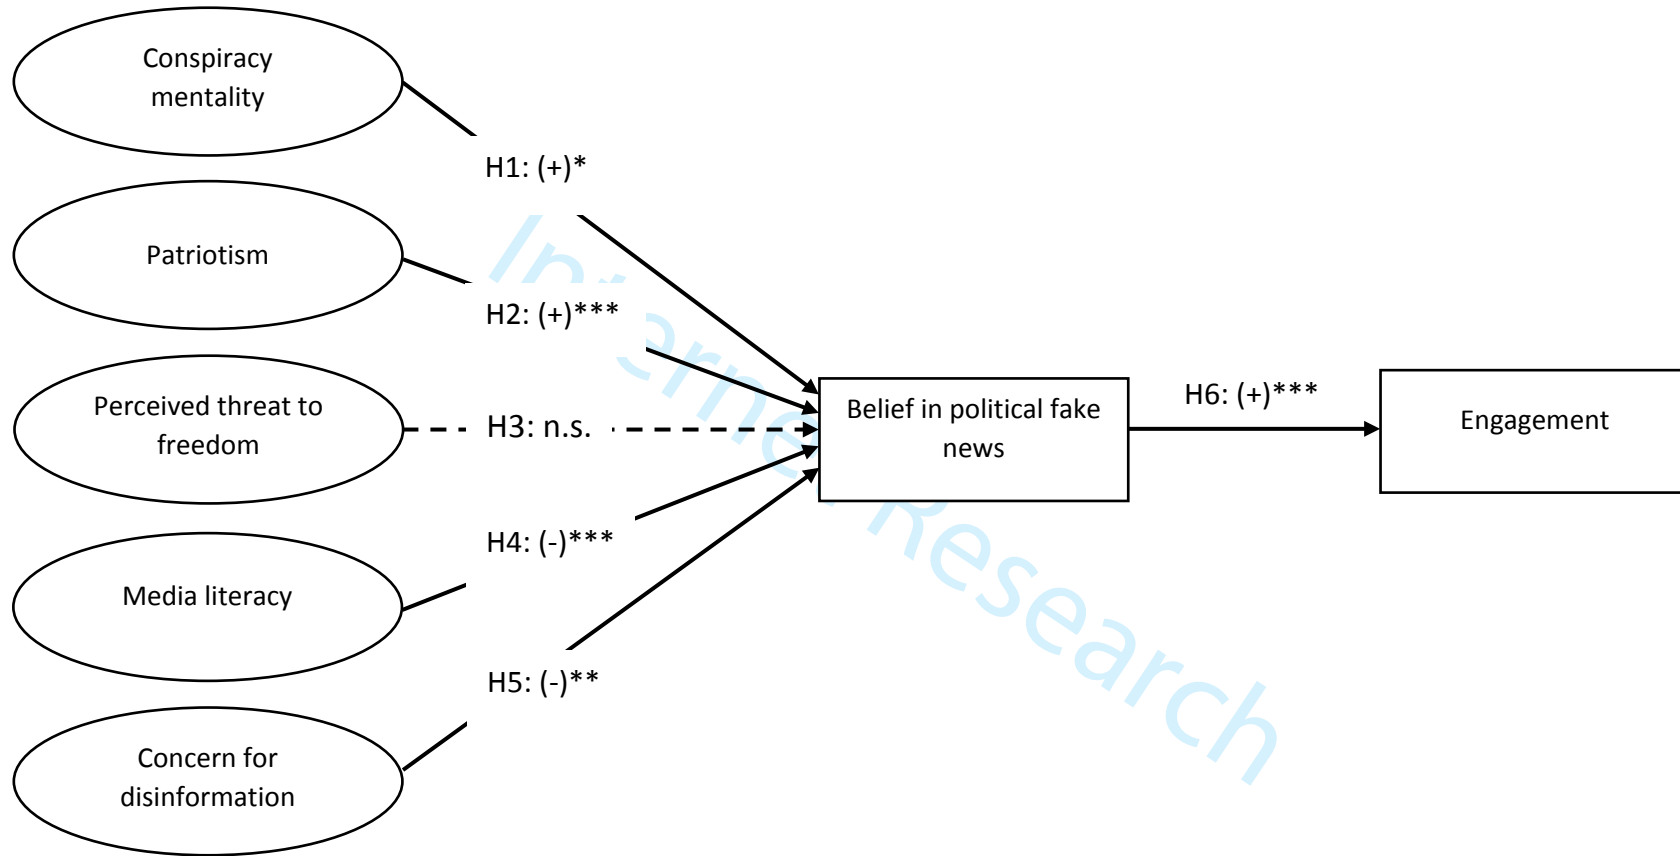 Conspiracy
mentality
H1: (+)*
Patriotism
H2: (+)***
Perceived threat to
freedom
H3: n.s.
Belief in political fake
news
H6: (+)***
Engagement
H4: (-)***
Media literacy
H5: (-)**
Concern for
disinformation
Internet Research